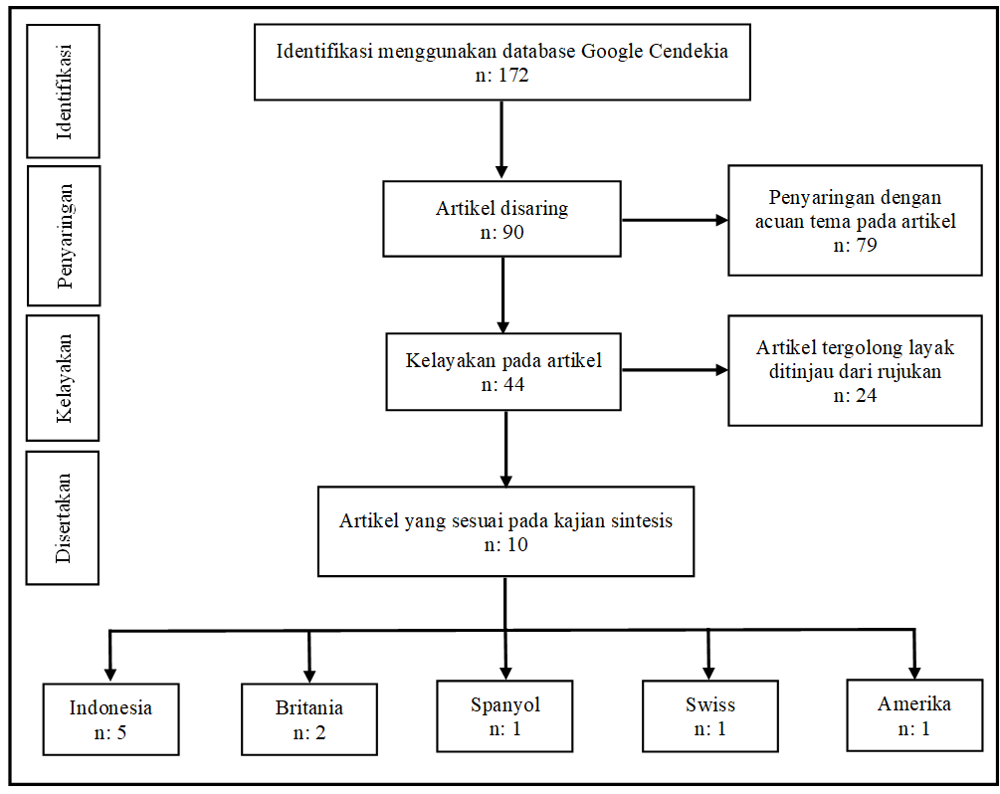 Identifikasi
Identifikasi menggunakan database Google Cendekia
n: 172
Penyaringan
Artikel disaring
n: 90
Penyaringan dengan
acuan tema pada artikel
n: 79
Kelayakan
Kelayakan pada artikel
n: 44
Artikel tergolong layak
ditinjau dari rujukan
n: 24
Disertakan
Artikel yang sesuai pada kajian sintesis
n: 10
Indonesia
n: 5
Britania
n: 2
Spanyol
n: 1
Swiss
n: 1
Amerika
n: 1